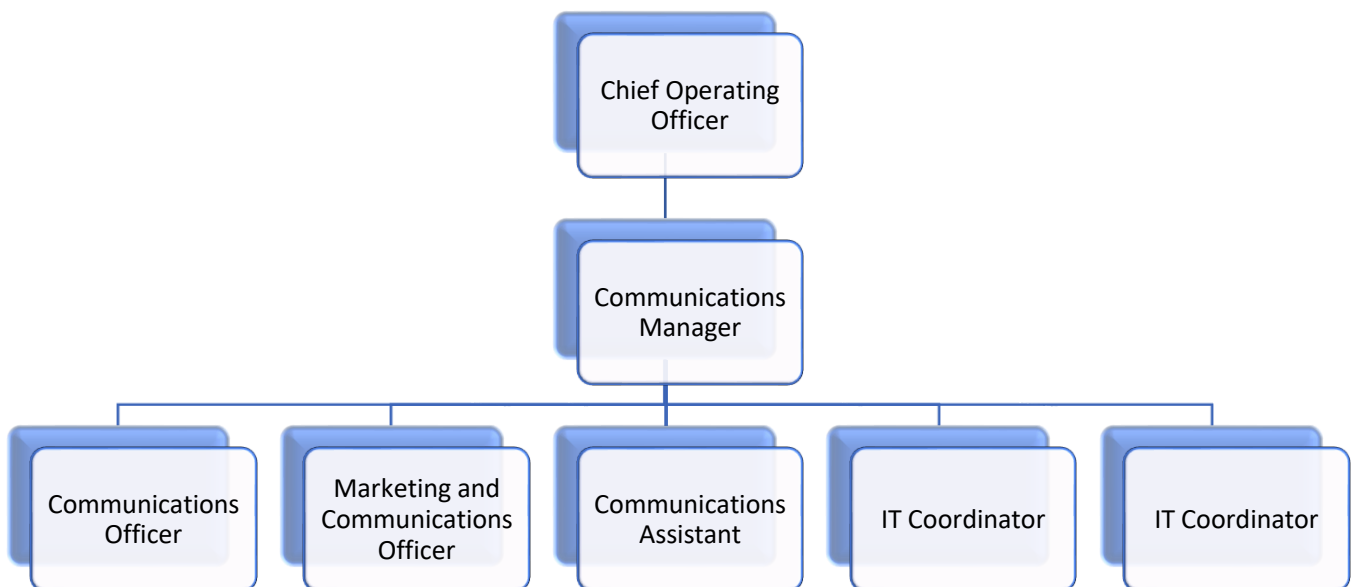 Chief Operating
Officer
Communications
Manager
Communications
Officer
Marketing and
Communications
Officer
Communications
Assistant
IT Coordinator
IT Coordinator